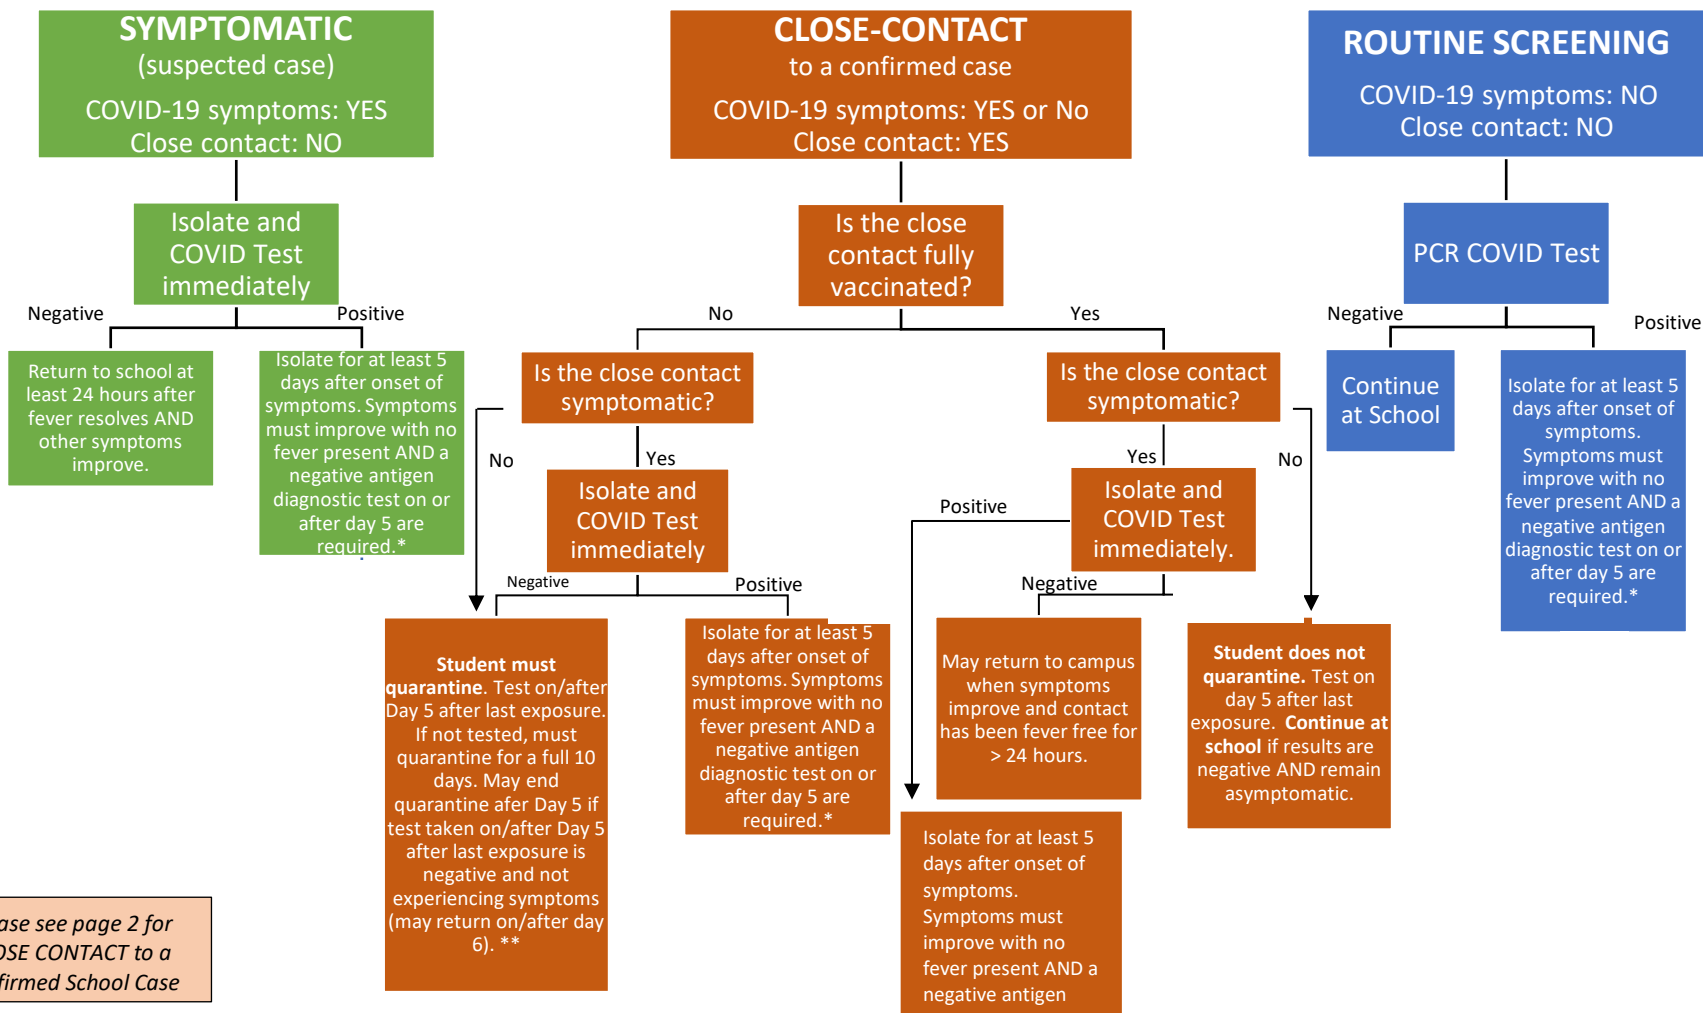 SYMPTOMATIC
(suspected case)
COVID-19 symptoms: YES
Close contact: NO
Isolate and
COVID Test
immediately
Negative
Positive
Return to school at
least 24 hours after
fever resolves AND
other symptoms
improve.
Isolate for at least 5
days after onset of
symptoms. Symptoms
must improve with no
fever present AND a
negative antigen
diagnostic test on or
after day 5 are
required.*
CLOSE-CONTACT
to a confirmed case
COVID-19 symptoms: YES or No
Close contact: YES
Is the close
contact fully
vaccinated?
No
Yes
Is the close contact
symptomatic?
No
Yes
Isolate and
COVID Test
immediately
Negative
Positive
Student must
quarantine. Test on/after
Day 5 after last exposure.
If not tested, must
quarantine for a full 10
days. May end
quarantine afer Day 5 if
test taken on/after Day 5
after last exposure is
negative and not
experiencing symptoms
(may return on/after day
6). **
Isolate for at least 5
days after onset of
symptoms. Symptoms
must improve with no
fever present AND a
negative antigen
diagnostic test on or
after day 5 are
required.*
Is the close contact
symptomatic?
Yes
No
Isolate and
COVID Test
immediately.
Positive
Negative
Isolate for at least 5
days after onset of
symptoms.
Symptoms must
improve with no
fever present AND a
negative antigen
May return to campus
when symptoms
improve and contact
has been fever free for
> 24 hours.
Student does not
quarantine. Test on
day 5 after last
exposure. Continue at
school if results are
negative AND remain
asymptomatic.
ROUTINE SCREENING
COVID-19 symptoms: NO
Close contact: NO
PCR COVID Test
Negative
Positive
Continue
at School
Isolate for at least 5
days after onset of
symptoms.
Symptoms must
improve with no
fever present AND a
negative antigen
diagnostic test on or
after day 5 are
required.*
ase see page 2 for
OSE CONTACT to a
firmed School Case